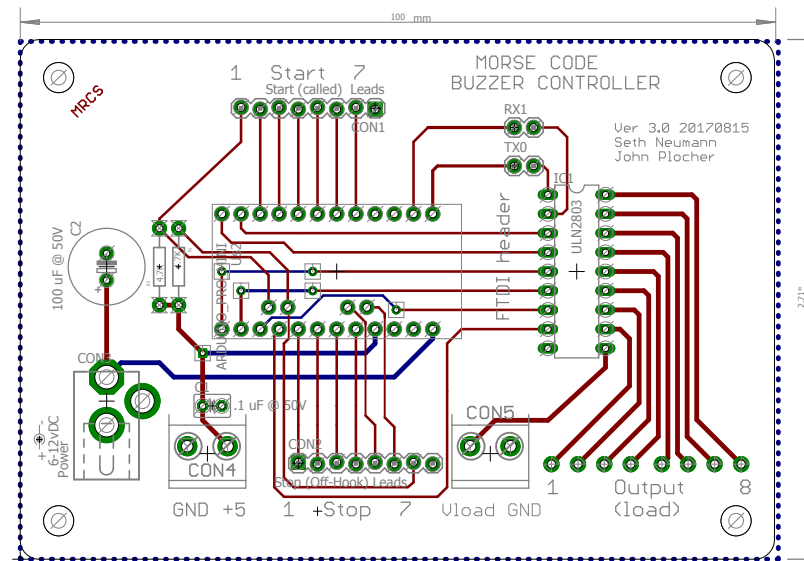 100 mm
MORSE CODE
BUZZER CONTROLLER
1 Start 7
Start (called) Leads
CON1
MRCS
RX1
TX0
Ver 3.0 20170815
Seth Neumann
John Plocher
IC1
ULN2803
C2
100 uF @ 50V
4.7K
ARDUINO_PRO_MINI
FTDI header
2.71"
CON3
C1
.1 uF @ 50V
6-12vDC
Power
+
-
CON4
GND +5
CON2
Stop (Off-Hook) Leads
1 +Stop 7
CON5
Vload GND
1 Output 8
(load)